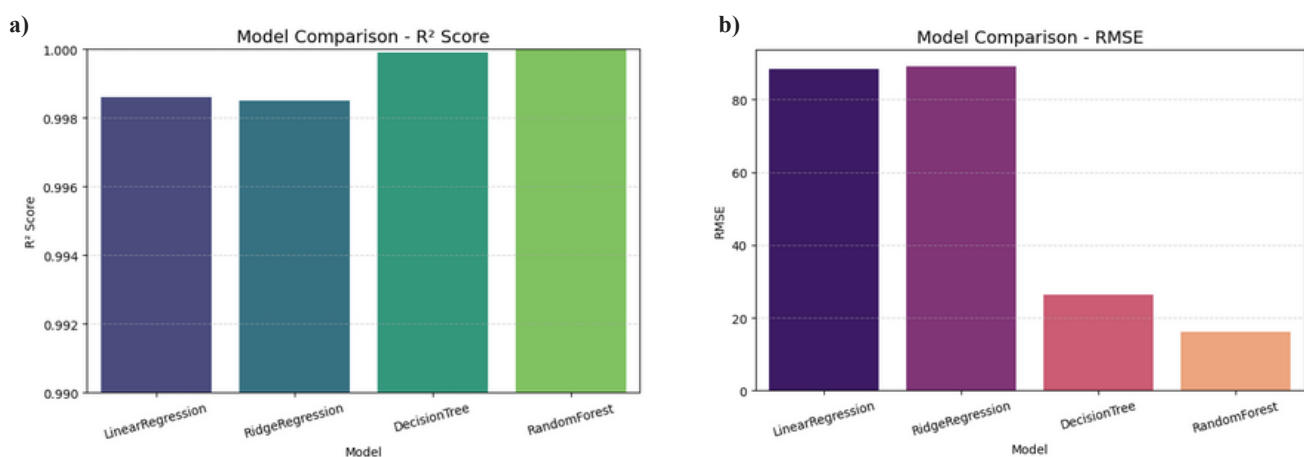 a)
Model Comparison - R² Score
1.000
0.998
0.996
0.994
0.992
0.990
R² Score
LinearRegression
RidgeRegression
DecisionTree
RandomForest
Model
b)
Model Comparison - RMSE
80
60
40
20
0
RMSE
LinearRegression
RidgeRegression
DecisionTree
RandomForest
Model